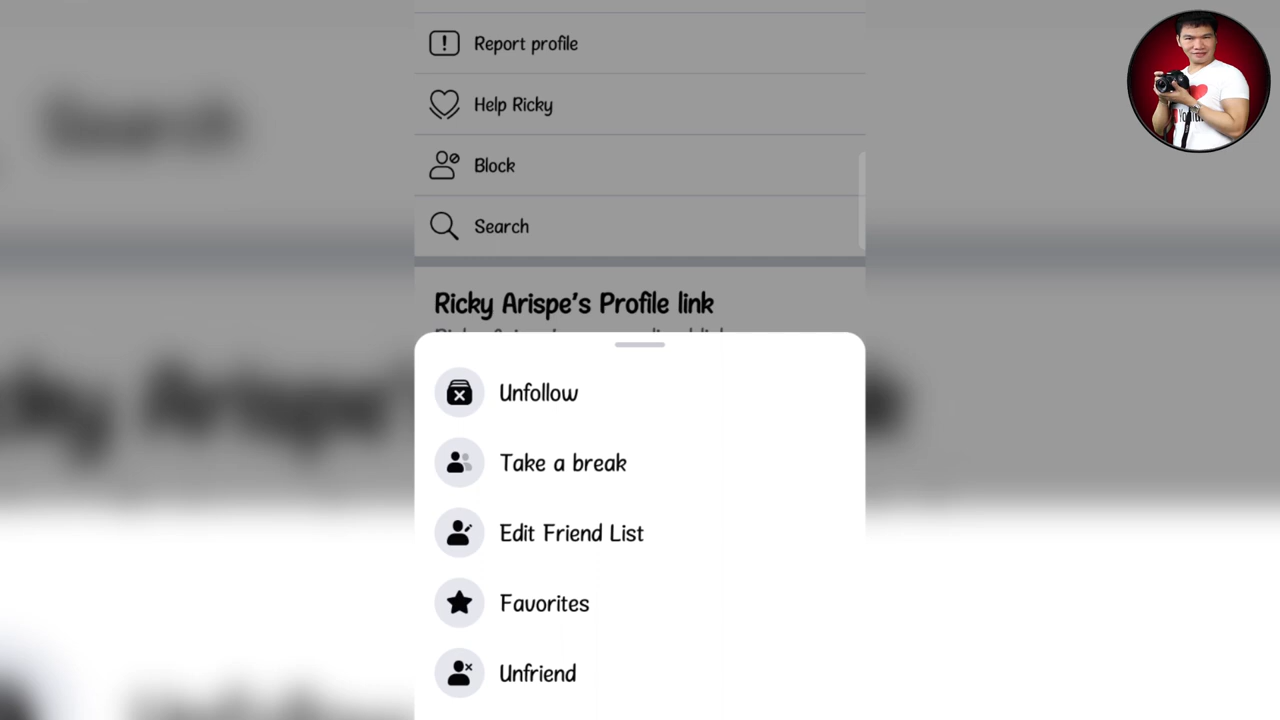 Report profile
Help Ricky
Block
Search
Ricky Arispe's Profile link
Unfollow
Take a break
Edit Friend List
Favorites
Unfriend